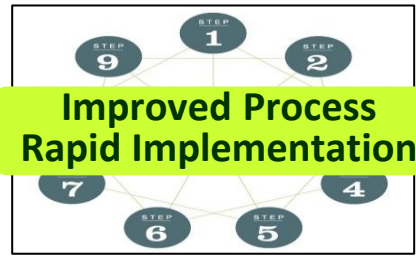 STEP
1
STEP
9
STEP
2
Improved Process
Rapid Implementation
7
4
STEP
6
STEP
5